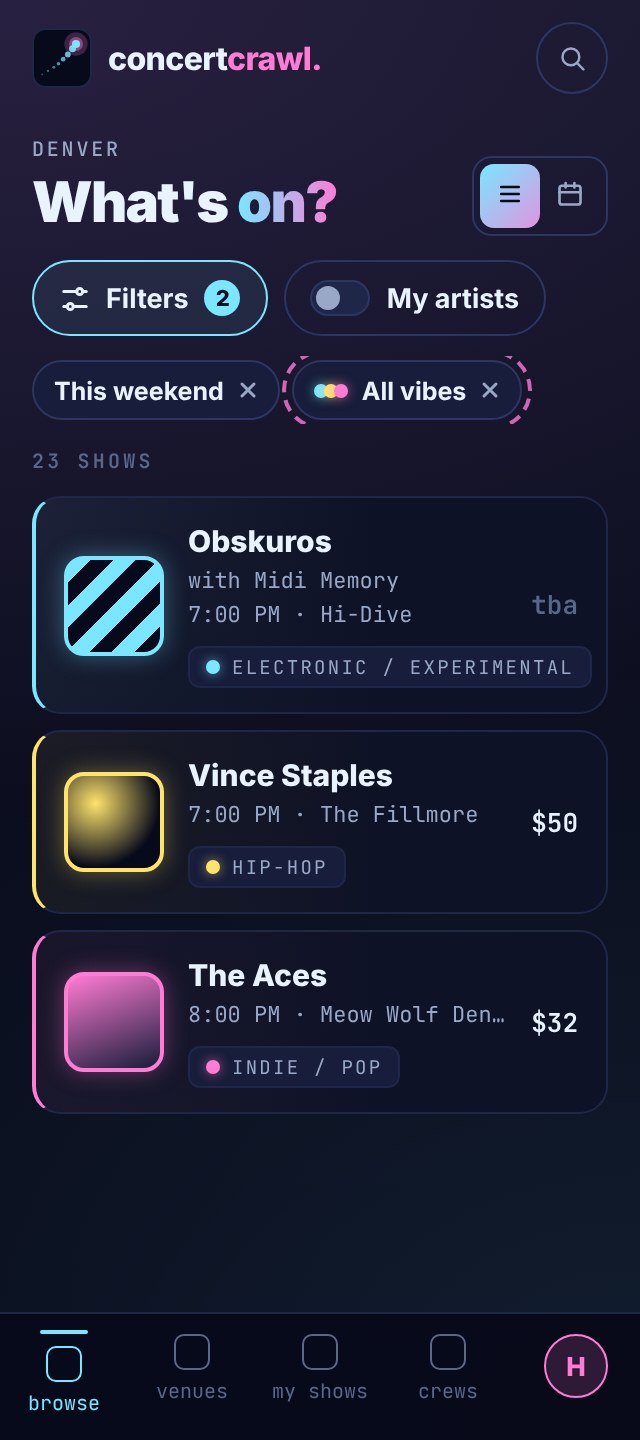 concertcrawl.
DENVER
What's on?
Filters 2
My artists
This weekend ✕
All vibes ✕
23 SHOWS
Obskuros
with Midi Memory
7:00 PM · Hi-Dive
tba
ELECTRONIC / EXPERIMENTAL
Vince Staples
7:00 PM · The Fillmore
$50
HIP-HOP
The Aces
8:00 PM · Meow Wolf Den…
$32
INDIE / POP
browse
venues
my shows
crews
H